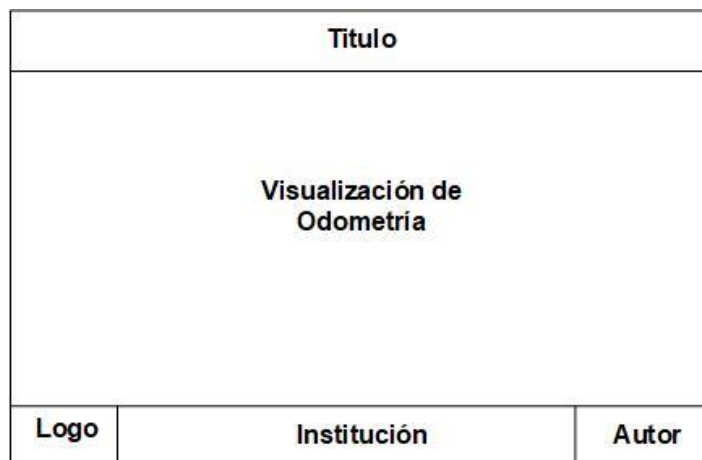 Titulo
Visualización de
Odometría
Logo
Institución
Autor